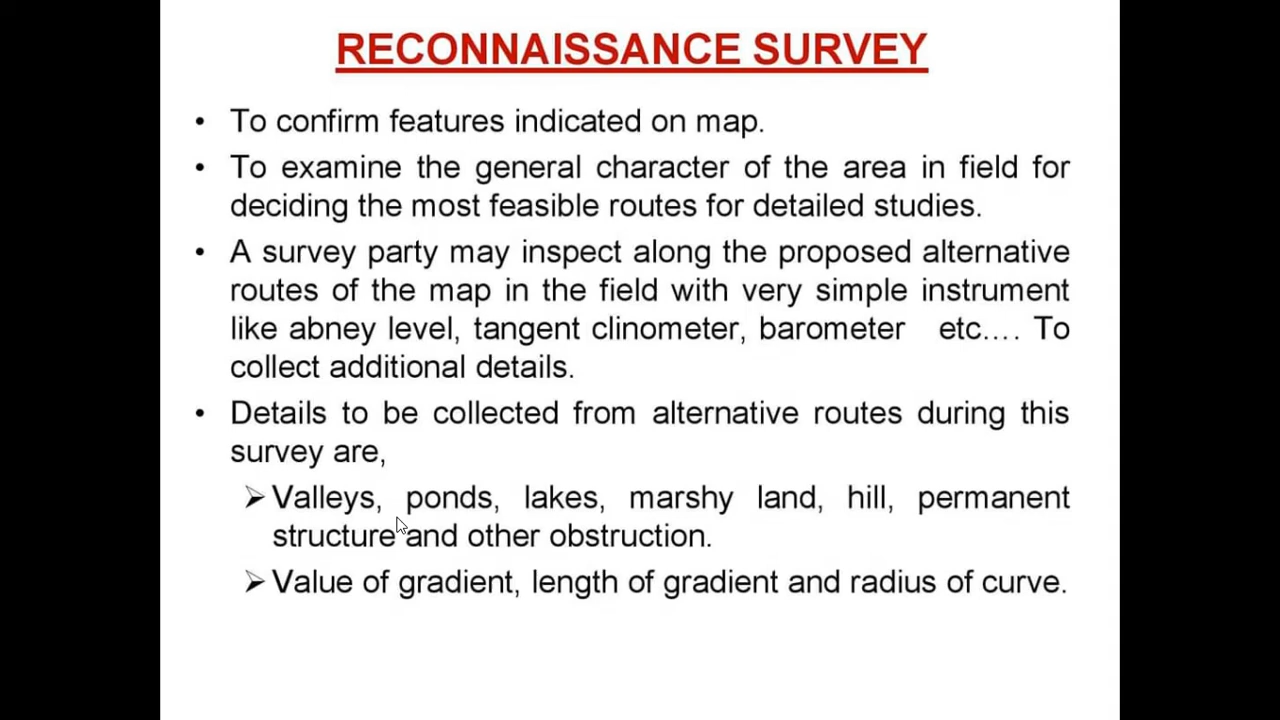 RECONNAISSANCE SURVEY
• To confirm features indicated on map.
• To examine the general character of the area in field for
deciding the most feasible routes for detailed studies.
• A survey party may inspect along the proposed alternative
routes of the map in the field with very simple instrument
like abney level, tangent clinometer, barometer etc.... To
collect additional details.
• Details to be collected from alternative routes during this
survey are,
➢ Valleys, ponds, lakes, marshy land, hill, permanent
structure and other obstruction.
➢ Value of gradient, length of gradient and radius of curve.